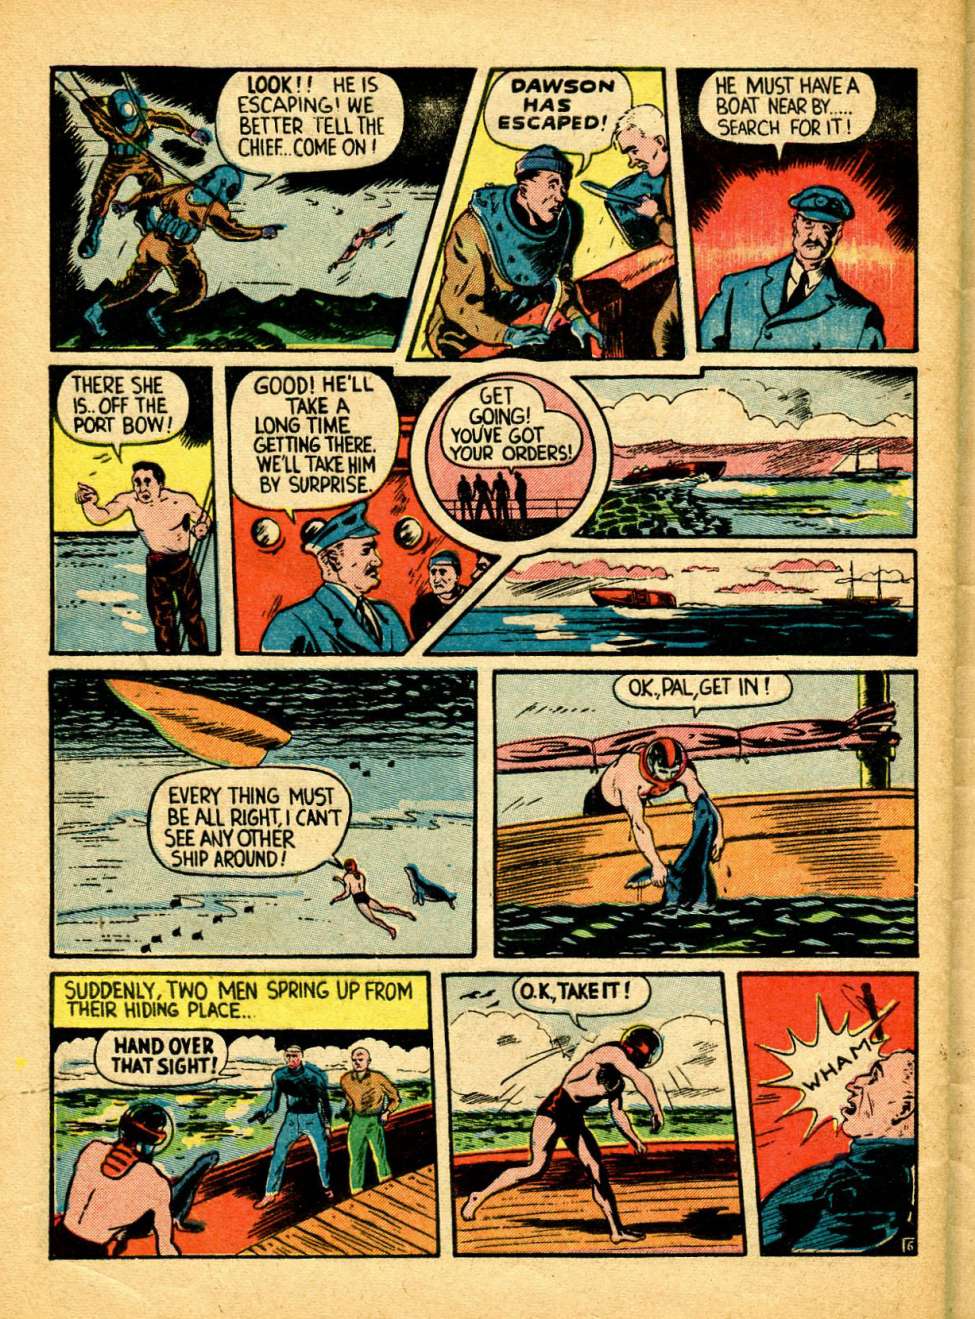 LOOK!! HE IS
ESCAPING! WE
BETTER TELL THE
CHIEF.. COME ON!
DAWSON
HAS
ESCAPED!
HE MUST HAVE A
BOAT NEAR BY.....
SEARCH FOR IT!
THERE SHE
IS.. OFF THE
PORT BOW!
GOOD! HE'LL
TAKE A
LONG TIME
GETTING THERE.
WE'LL TAKE HIM
BY SURPRISE.
GET
GOING!
YOU'VE GOT
YOUR ORDERS!
EVERY THING MUST
BE ALL RIGHT, I CAN'T
SEE ANY OTHER
SHIP AROUND!
OK., PAL, GET IN!
SUDDENLY, TWO MEN SPRING UP FROM
THEIR HIDING PLACE..
HAND OVER
THAT SIGHT!
O.K., TAKE IT!
WHAM
6